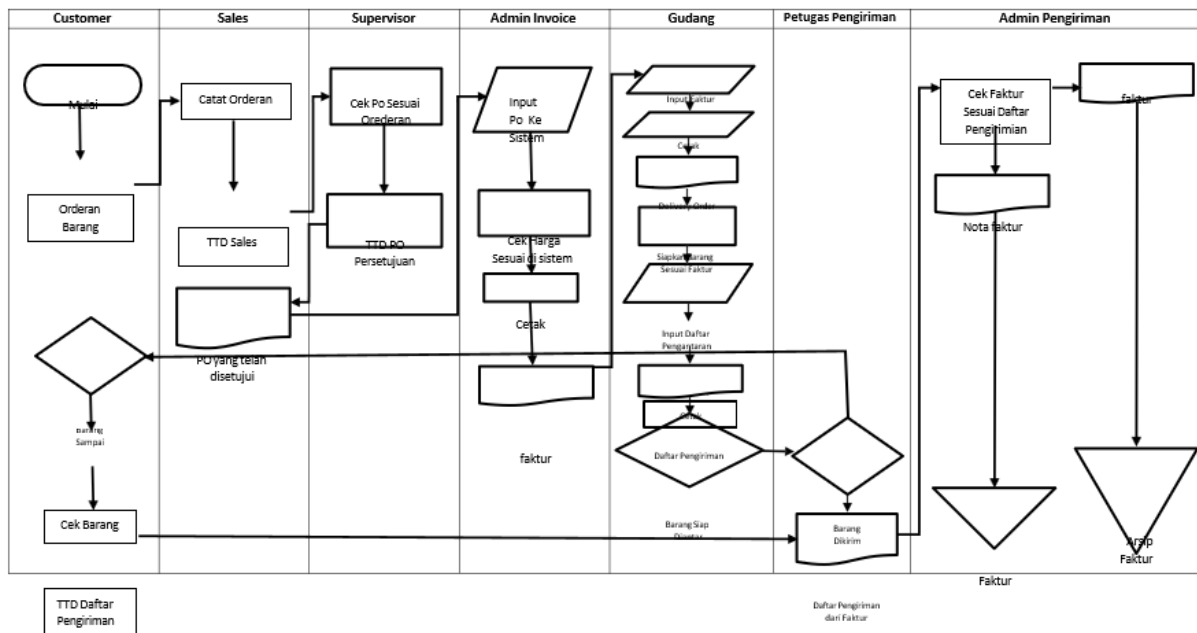 Customer
Sales
Supervisor
Admin Invoice
Gudang
Petugas Pengiriman
Admin Pengiriman
Mulai
Orderan
Barang
Barang
Sampai
Cek Barang
TTD Daftar
Pengiriman
Catat Orderan
TTD Sales
PO yang telah
disetujui
Cek Po Sesuai
Orederan
TTD PO
Persetujuan
Input
Po Ke
Sistem
Cek Harga
Sesuai di sistem
Cetak
faktur
Input Faktur
Cetak
Delivery Order
Siapkan Barang
Sesuai Faktur
Input Daftar
Pengantaran
Cetak
Daftar Pengiriman
Barang Siap
Diantar
Barang
Dikirim
Daftar Pengiriman
dari Faktur
Cek Faktur
Sesuai Daftar
Pengirimian
Nota faktur
Faktur
faktur
Arsip
Faktur